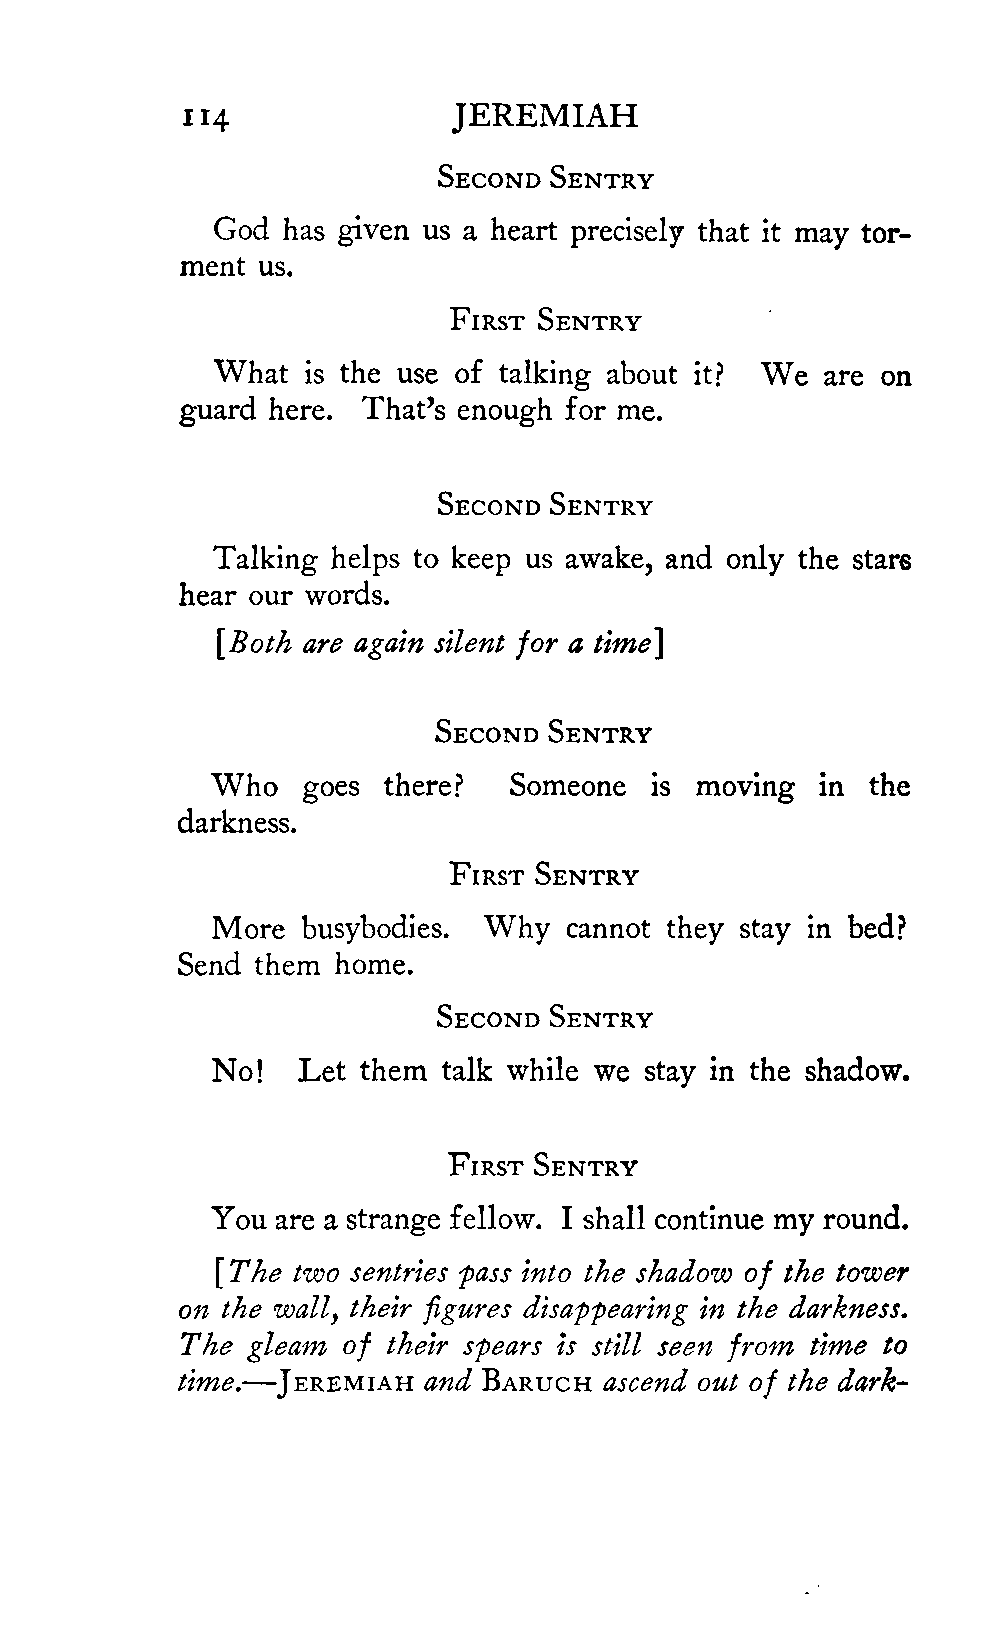 114 JEREMIAH
SECOND SENTRY
God has given us a heart precisely that it may tor-
ment us.
FIRST SENTRY
What is the use of talking about it? We are on
guard here. That's enough for me.
SECOND SENTRY
Talking helps to keep us awake, and only the stars
hear our words.
[Both are again silent for a time]
SECOND SENTRY
Who goes there? Someone is moving in the
darkness.
FIRST SENTRY
More busybodies. Why cannot they stay in bed?
Send them home.
SECOND SENTRY
No! Let them talk while we stay in the shadow.
FIRST SENTRY
You are a strange fellow. I shall continue my round.
[The two sentries pass into the shadow of the tower
on the wall, their figures disappearing in the darkness.
The gleam of their spears is still seen from time to
time.—JEREMIAH and BARUCH ascend out of the dark-